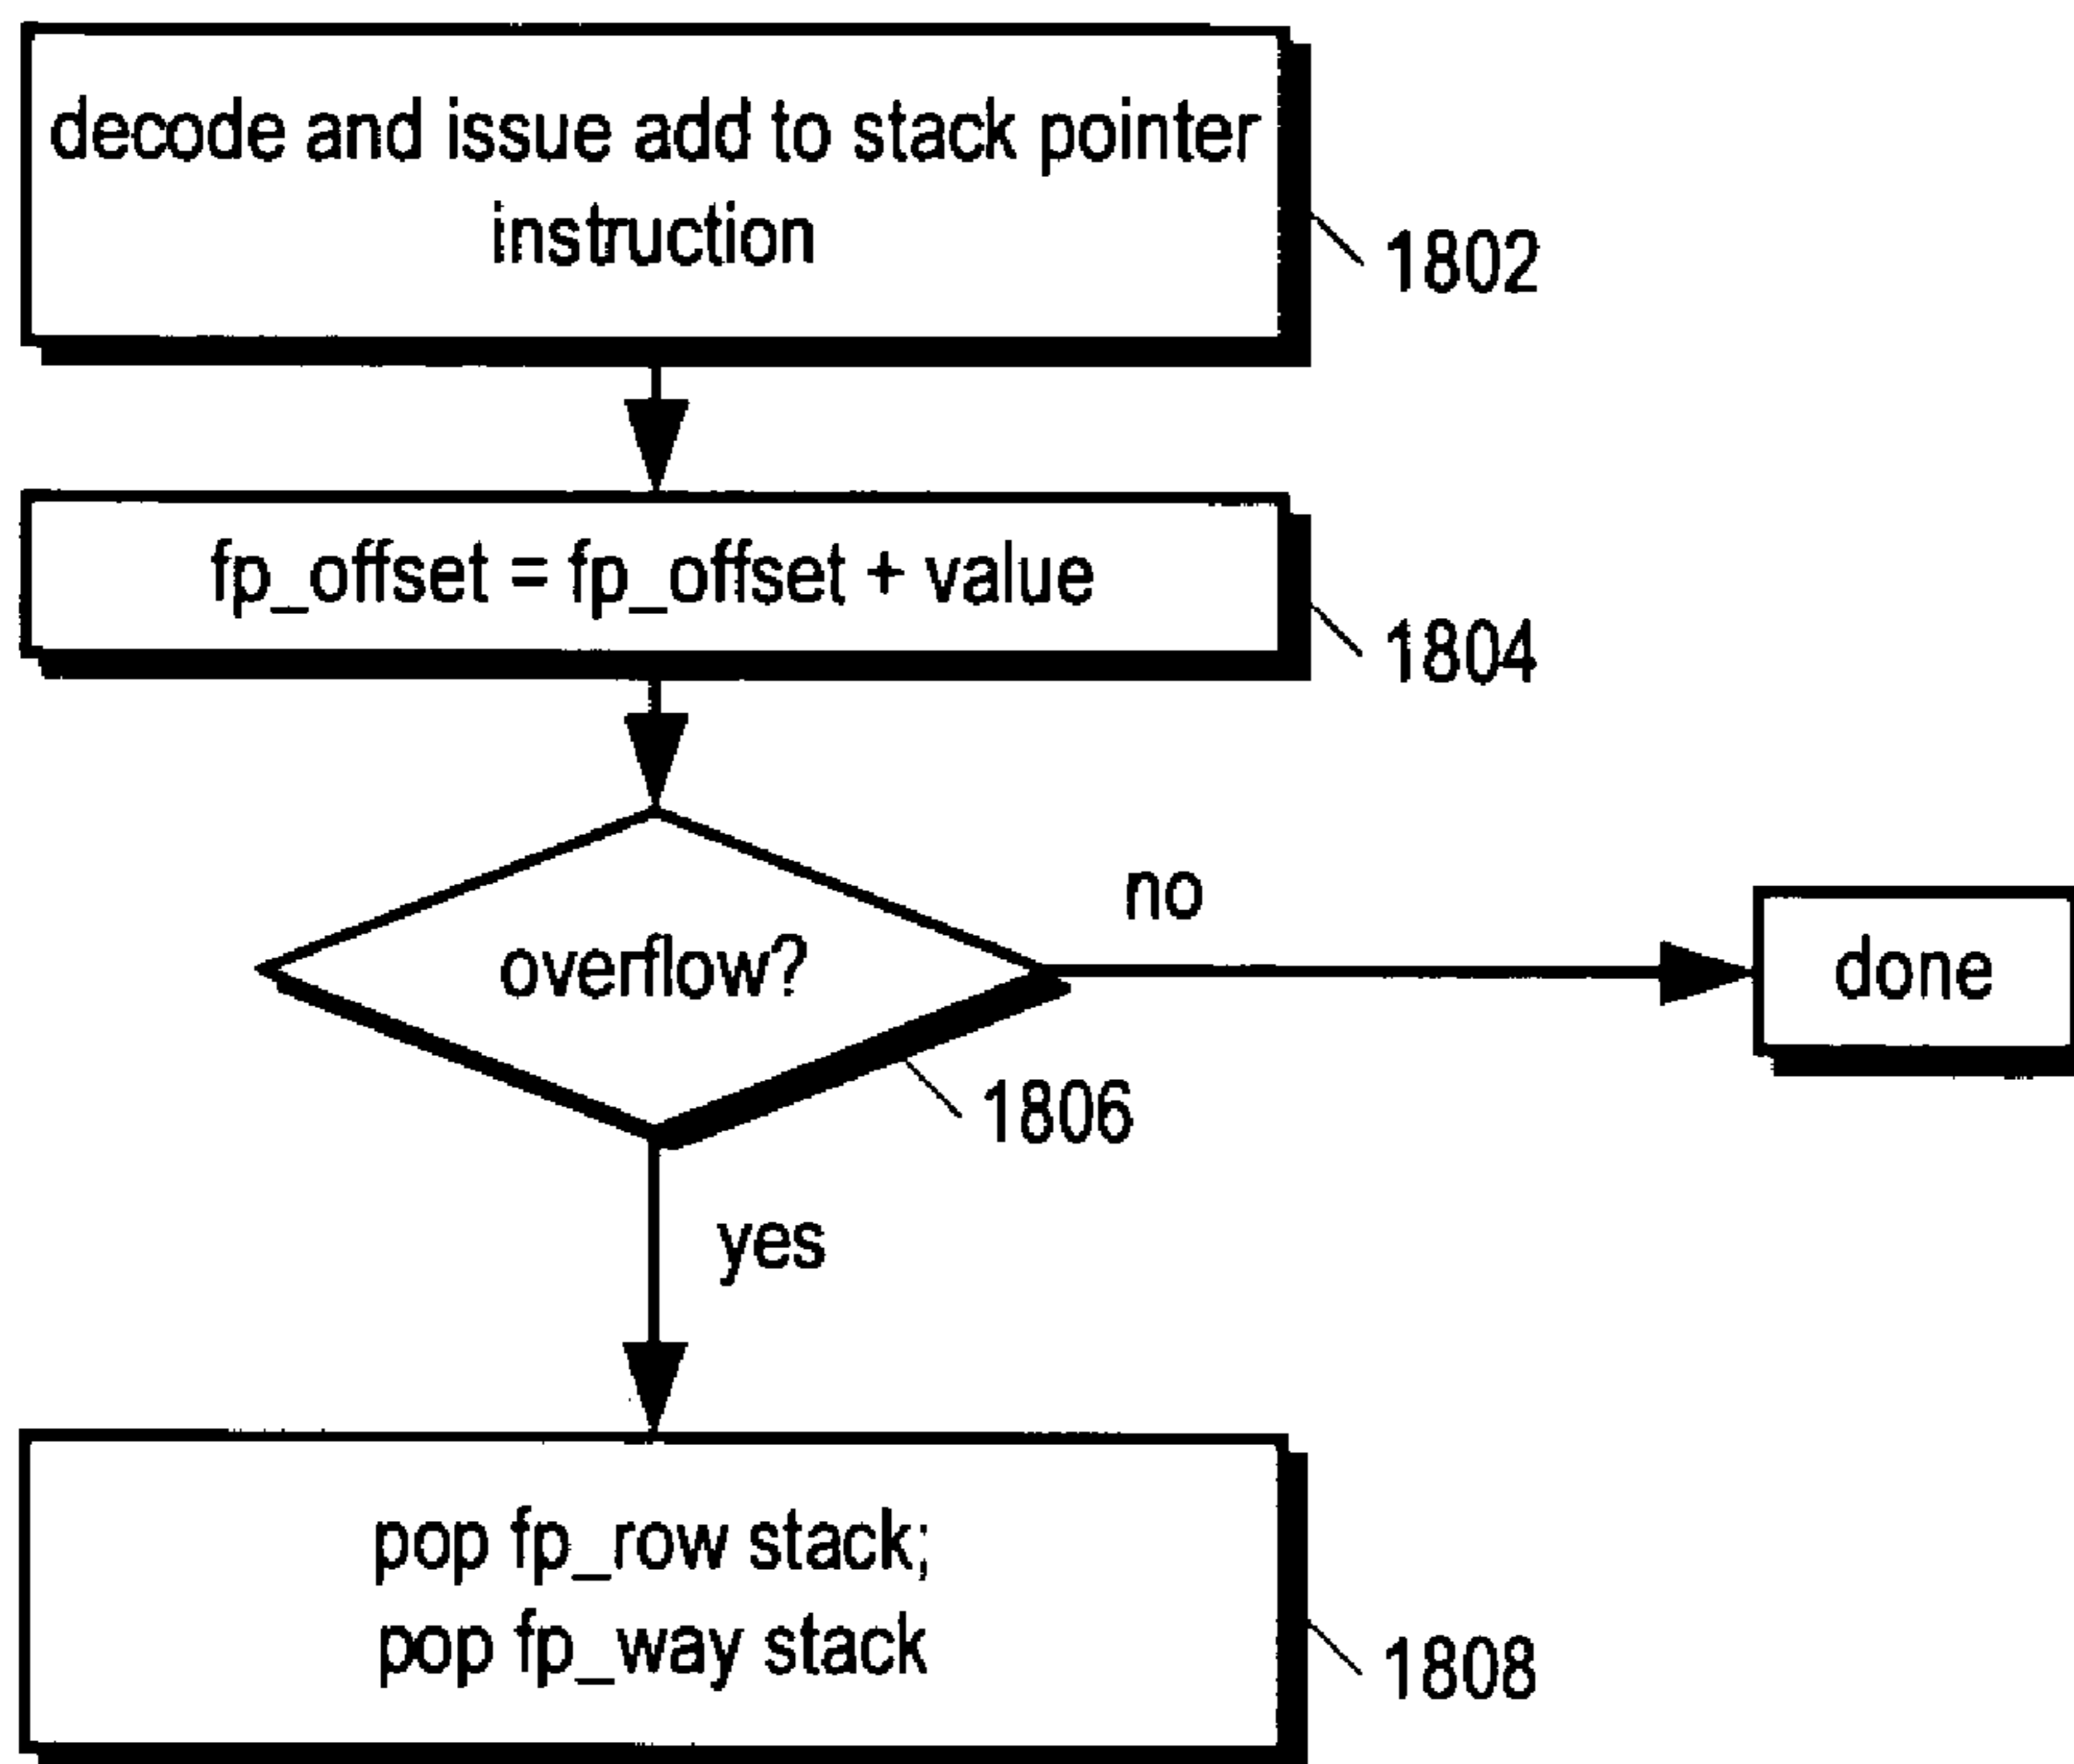 decode and issue add to stack pointer
instruction
1802
fp_offset = fp_offset + value
1804
overflow?
no
done
1806
yes
pop fp_row stack;
pop fp_way stack
1808